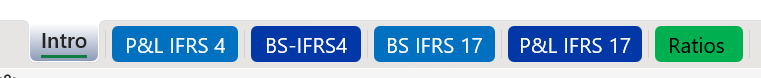 Intro P&L IFRS 4 BS-IFRS4 BS IFRS 17 P&L IFRS 17 Ratios